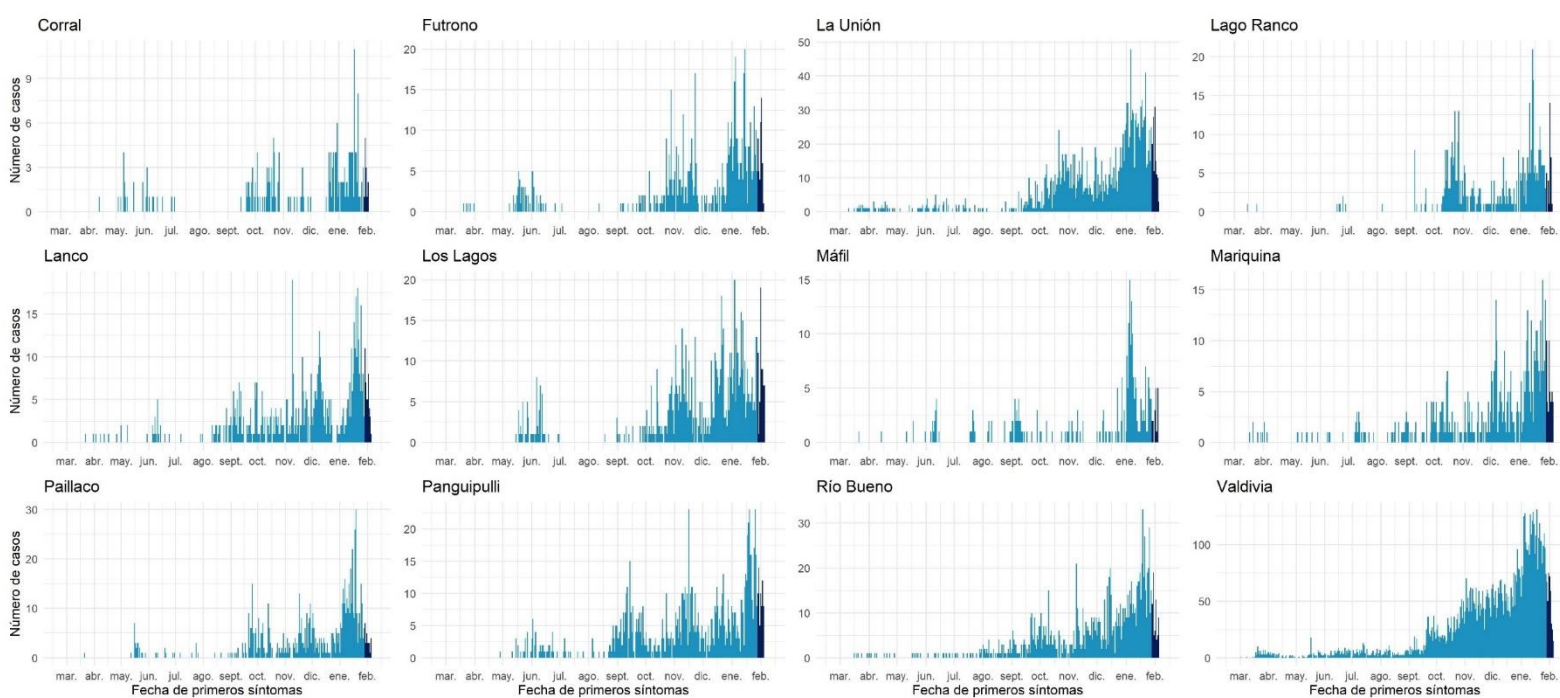 Corral
Futrono
La Unión
Lago Ranco
Número de casos
9
6
3
0
20
15
10
5
0
50
40
30
20
10
0
20
15
10
5
0
mar. abr. may. jun. jul. ago. sept. oct. nov. dic. ene. feb.
mar. abr. may. jun. jul. ago. sept. oct. nov. dic. ene. feb.
mar. abr. may. jun. jul. ago. sept. oct. nov. dic. ene. feb.
mar. abr. may. jun. jul. ago. sept. oct. nov. dic. ene. feb.
Lanco
Los Lagos
Máfil
Mariquina
Número de casos
15
10
5
0
20
15
10
5
0
15
10
5
0
15
10
5
0
mar. abr. may. jun. jul. ago. sept. oct. nov. dic. ene. feb.
mar. abr. may. jun. jul. ago. sept. oct. nov. dic. ene. feb.
mar. abr. may. jun. jul. ago. sept. oct. nov. dic. ene. feb.
mar. abr. may. jun. jul. ago. sept. oct. nov. dic. ene. feb.
Paillaco
Panguipulli
Río Bueno
Valdivia
Número de casos
30
20
10
0
20
15
10
5
0
30
20
10
0
100
50
0
mar. abr. may. jun. jul. ago. sept. oct. nov. dic. ene. feb.
mar. abr. may. jun. jul. ago. sept. oct. nov. dic. ene. feb.
mar. abr. may. jun. jul. ago. sept. oct. nov. dic. ene. feb.
mar. abr. may. jun. jul. ago. sept. oct. nov. dic. ene. feb.
Fecha de primeros síntomas
Fecha de primeros síntomas
Fecha de primeros síntomas
Fecha de primeros síntomas